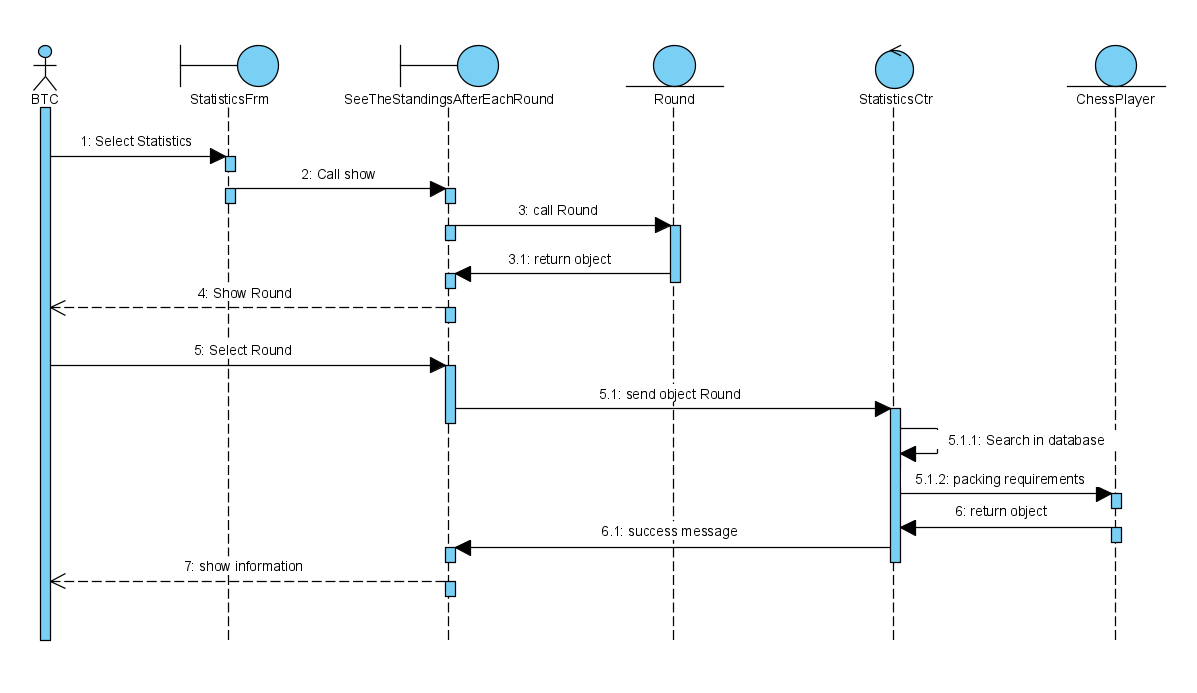 BTC
StatisticsFrm
SeeTheStandingsAfterEachRound
Round
StatisticsCtr
ChessPlayer
1: Select Statistics
2: Call show
3: call Round
3.1: return object
4: Show Round
5: Select Round
5.1: send object Round
5.1.1: Search in database
5.1.2: packing requirements
6: return object
6.1: success message
7: show information